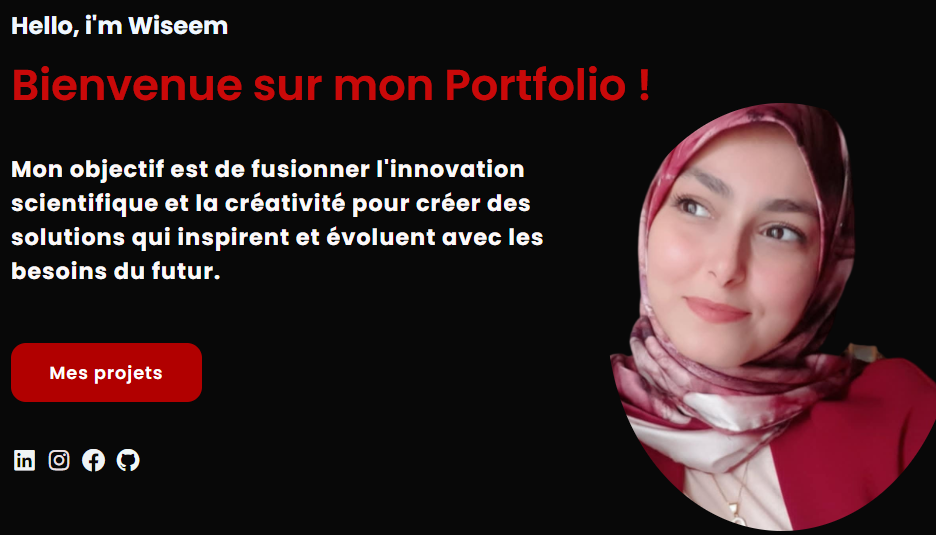 Hello, i'm Wiseem
Bienvenue sur mon Portfolio !
Mon objectif est de fusionner l'innovation
scientifique et la créativité pour créer des
solutions qui inspirent et évoluent avec les
besoins du futur.
Mes projets